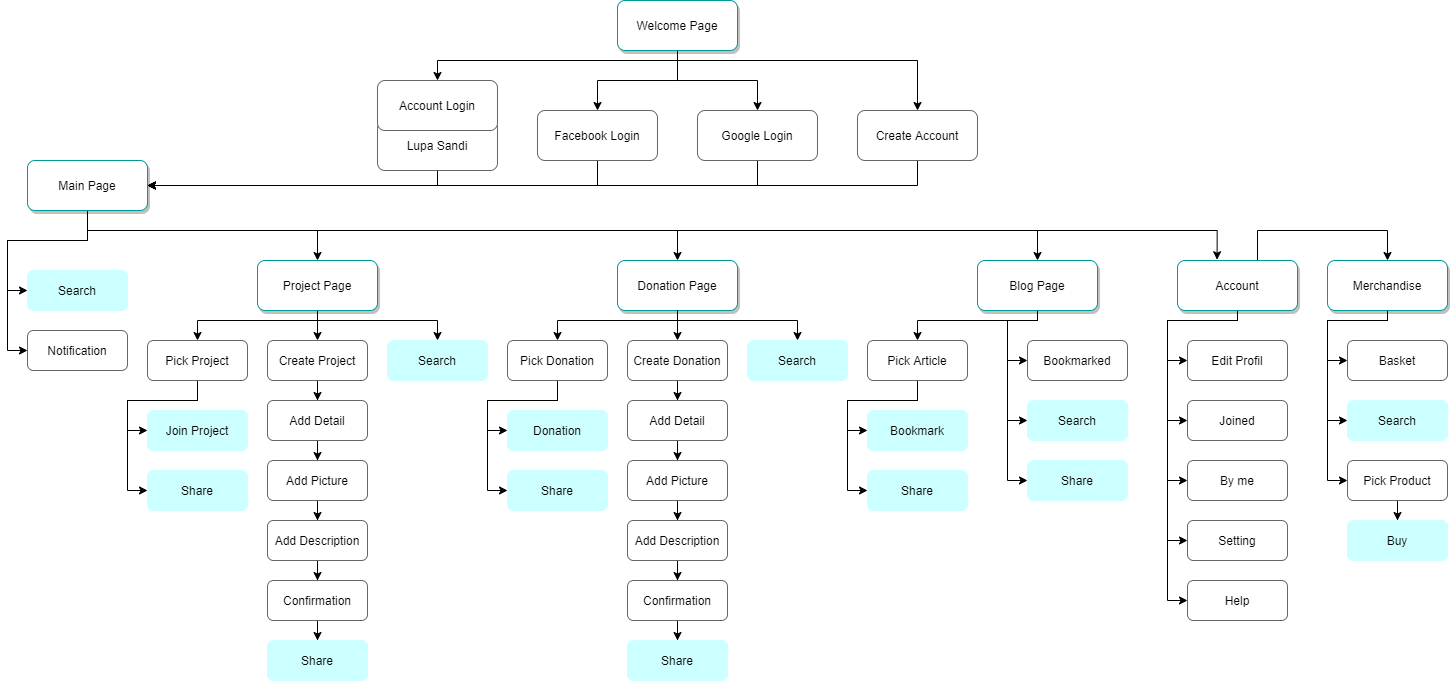 Welcome Page
Account Login
Lupa Sandi
Facebook Login
Google Login
Create Account
Main Page
Search
Notification
Project Page
Pick Project
Join Project
Share
Create Project
Add Detail
Add Picture
Add Description
Confirmation
Share
Search
Donation Page
Pick Donation
Donation
Share
Create Donation
Add Detail
Add Picture
Add Description
Confirmation
Share
Search
Blog Page
Pick Article
Bookmark
Share
Bookmarked
Search
Share
Account
Edit Profil
Joined
By me
Setting
Help
Merchandise
Basket
Search
Pick Product
Buy